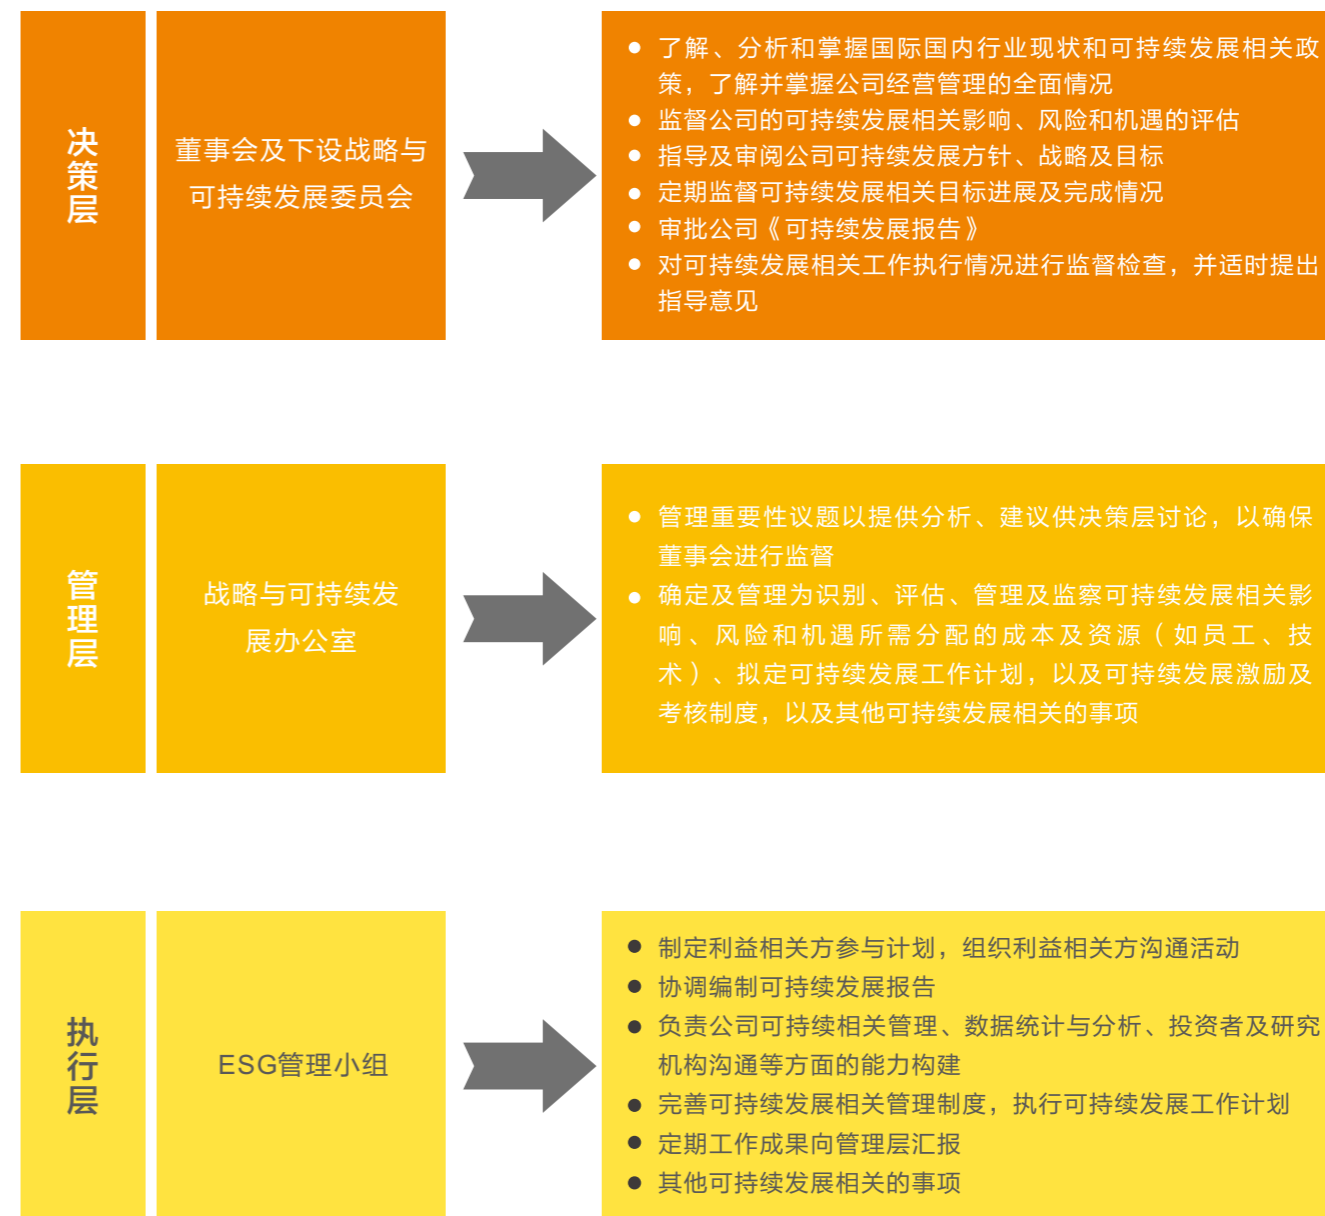 决策层
董事会及下设战略与
可持续发展委员会
● 了解、分析和掌握国际国内行业现状和可持续发展相关政
策，了解并掌握公司经营管理的全面情况
● 监督公司的可持续发展相关影响、风险和机遇的评估
● 指导及审阅公司可持续发展方针、战略及目标
● 定期监督可持续发展相关目标进展及完成情况
● 审批公司《可持续发展报告》
● 对可持续发展相关工作执行情况进行监督检查，并适时提出
指导意见
管理层
战略与可持续发
展办公室
● 管理重要性议题以提供分析、建议供决策层讨论，以确保
董事会进行监督
● 确定及管理为识别、评估、管理及监察可持续发展相关影
响、风险和机遇所需分配的成本及资源（如员工、技
术）、拟定可持续发展工作计划，以及可持续发展激励及
考核制度，以及其他可持续发展相关的事项
执行层
ESG管理小组
● 制定利益相关方参与计划，组织利益相关方沟通活动
● 协调编制可持续发展报告
● 负责公司可持续相关管理、数据统计与分析、投资者及研究
机构沟通等方面的能力构建
● 完善可持续发展相关管理制度，执行可持续发展工作计划
● 定期工作成果向管理层汇报
● 其他可持续发展相关的事项